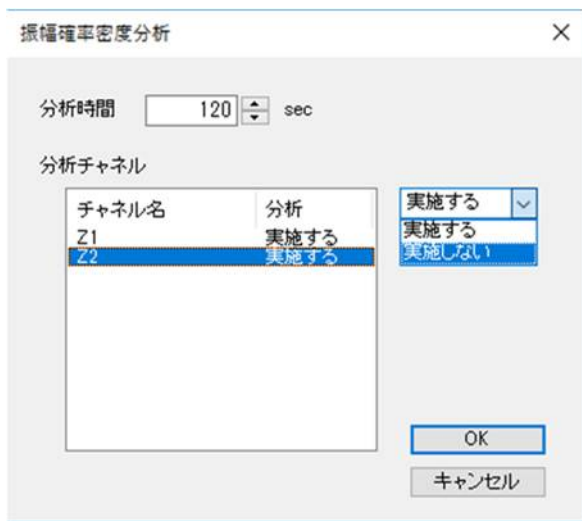 振幅確率密度分析
分析時間 120 sec
分析チャネル
チャネル名 分析
Z1 実施する
Z2 実施する
実施する
実施する
実施しない
OK
キャンセル